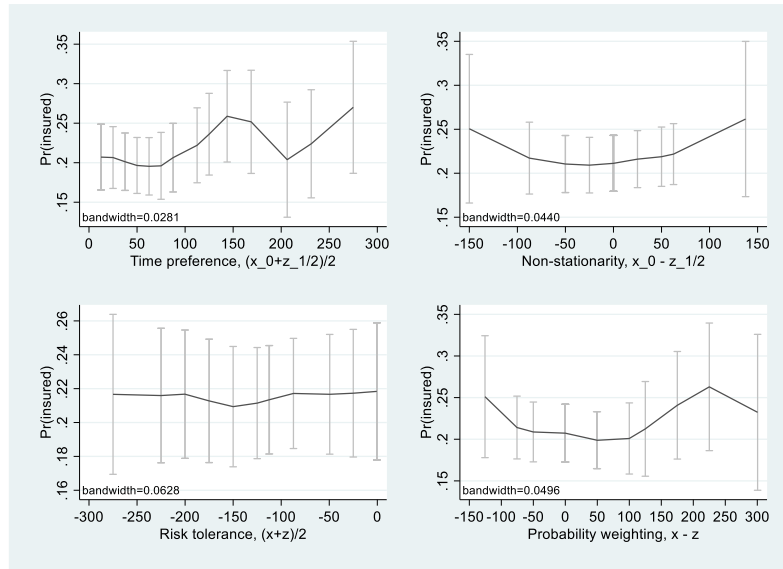 Pr(insured)
.35
.3
.25
.2
.15
bandwidth=0.0281
0 50 100 150 200 250 300
Time preference, (x_0+z_1/2)/2
Pr(insured)
.35
.3
.25
.2
.15
bandwidth=0.0440
-150 -100 -50 0 50 100 150
Non-stationarity, x_0 - z_1/2
Pr(insured)
.26
.24
.22
.2
.18
.16
bandwidth=0.0628
-300 -250 -200 -150 -100 -50 0
Risk tolerance, (x+z)/2
Pr(insured)
.35
.3
.25
.2
.15
bandwidth=0.0496
-150 -100 -50 0 50 100 150 200 250 300
Probability weighting, x - z